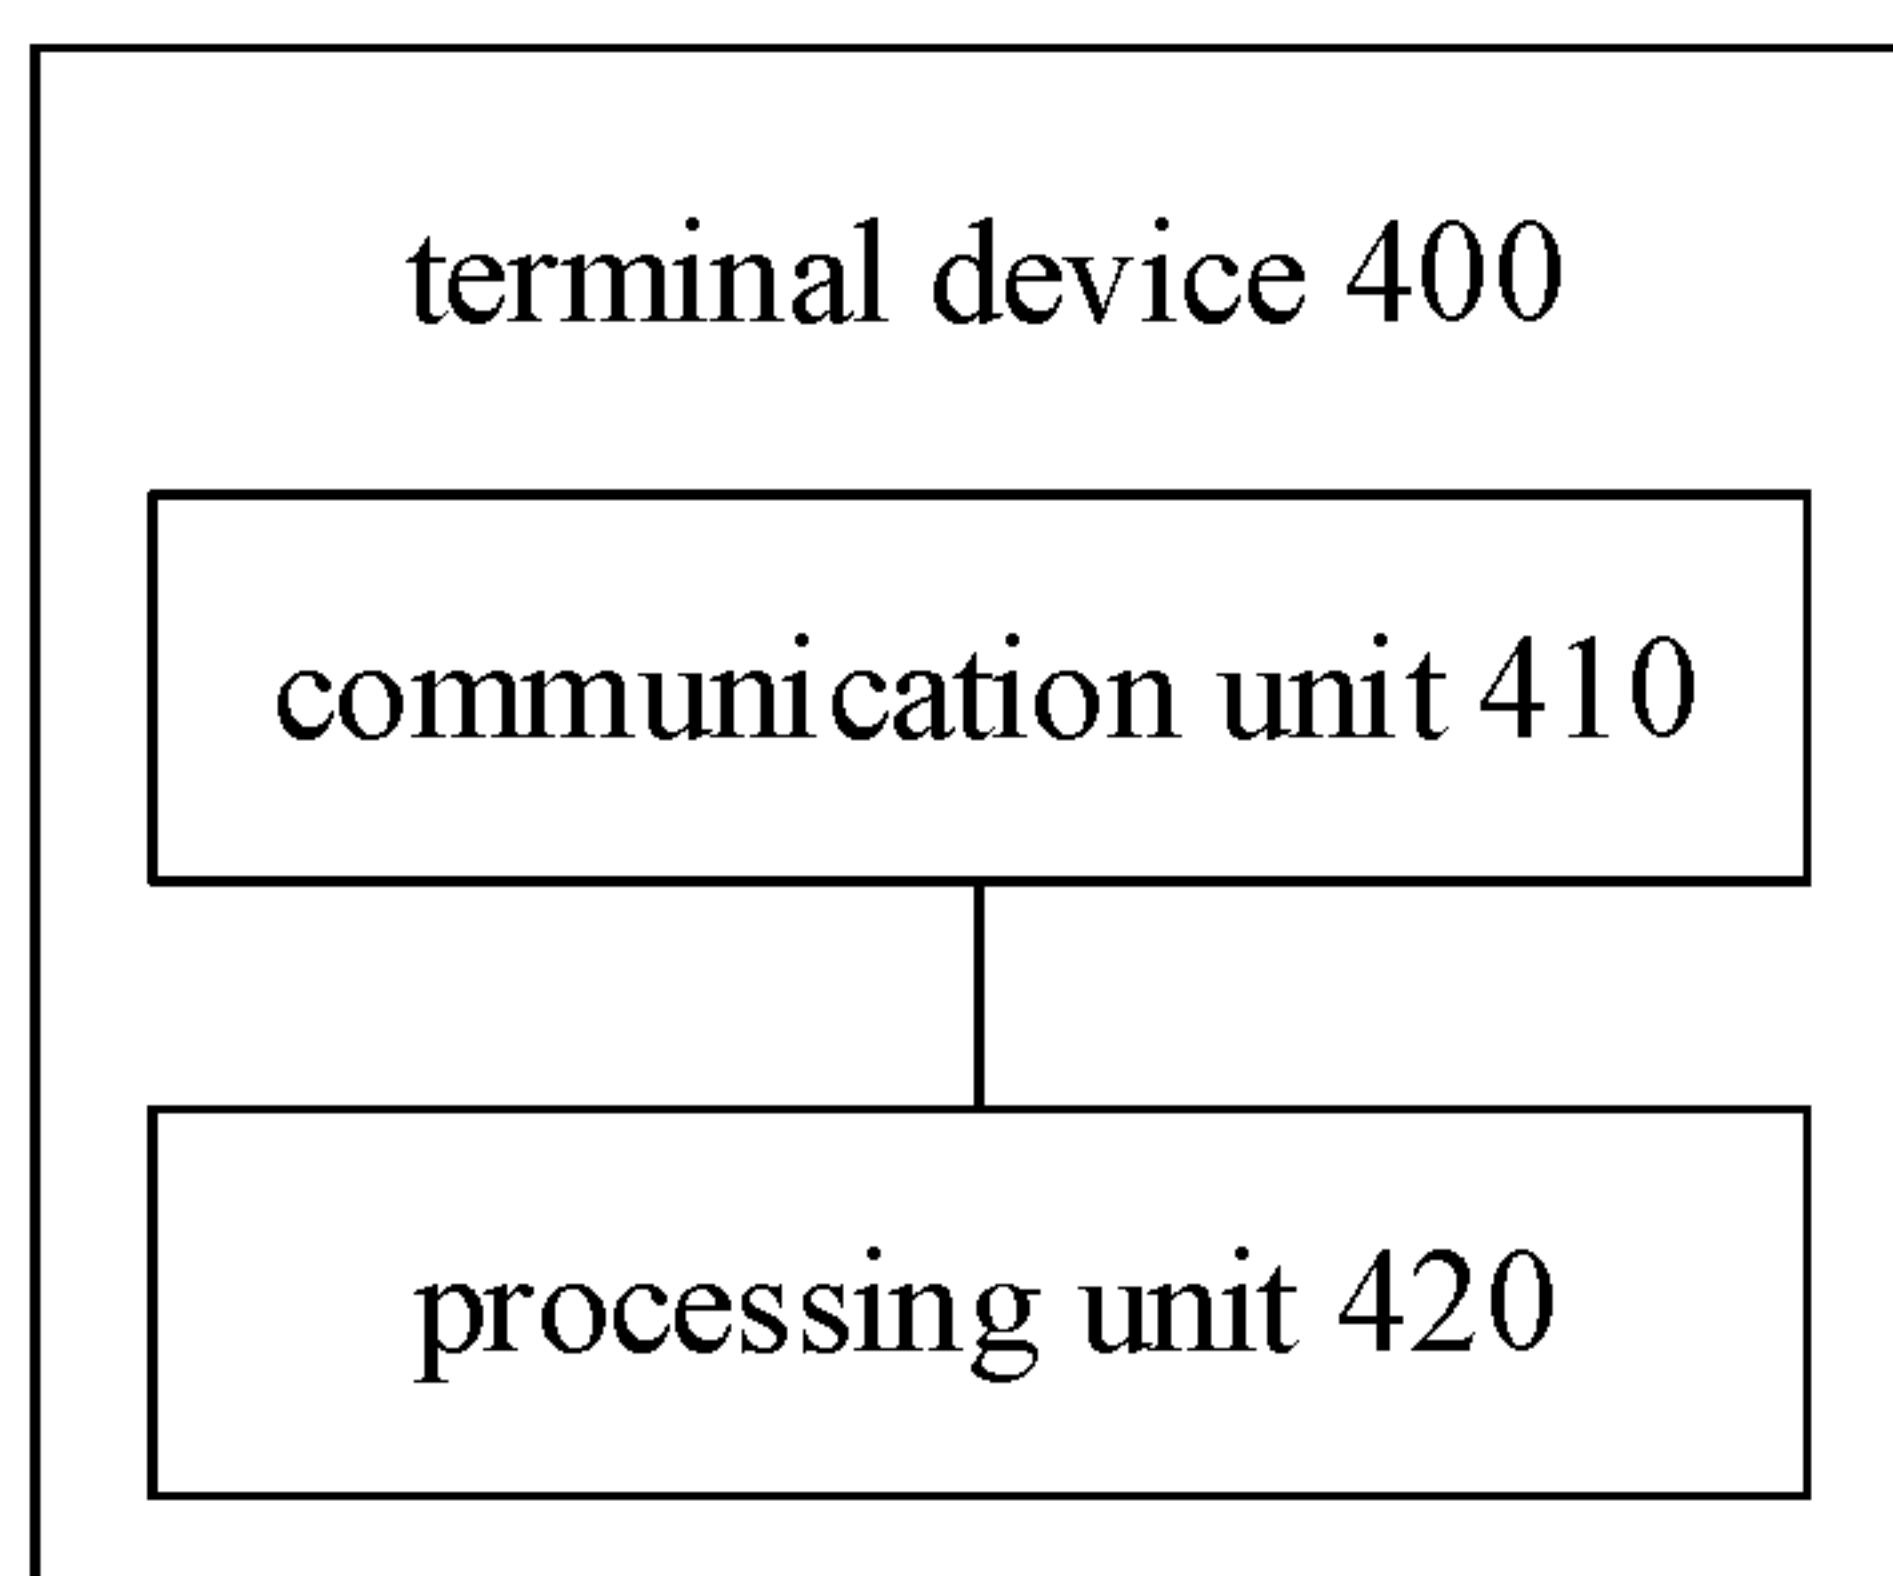 terminal device 400
communication unit 410
processing unit 420